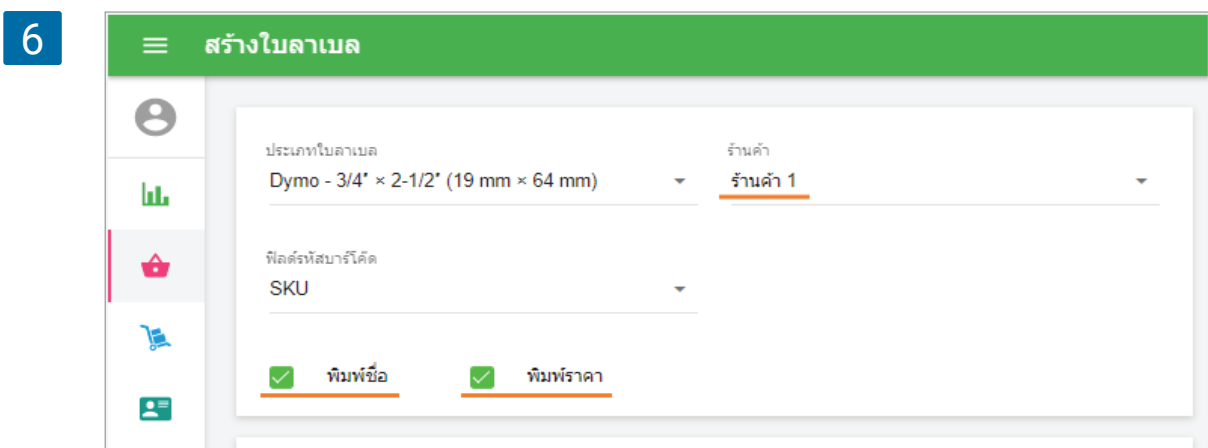 6
สร้างใบลาเบล
ประเภทใบลาเบล
ร้านค้า
Dymo - 3/4" × 2-1/2" (19 mm × 64 mm)
ร้านค้า 1
ฟิลด์รหัสบาร์โค้ด
SKU
พิมพ์ชื่อ
พิมพ์ราคา